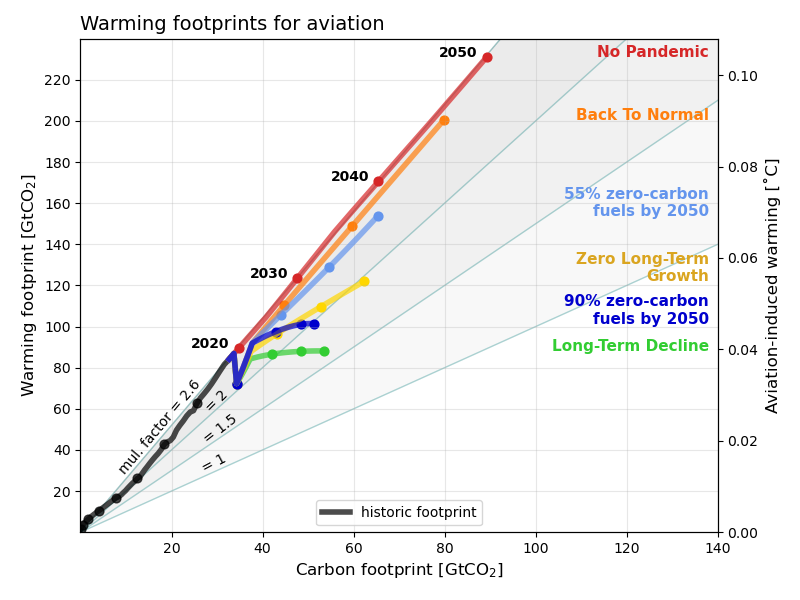 Warming footprints for aviation
Warming footprint [GtCO₂]
220
200
180
160
140
120
100
80
60
40
20
2050
2040
2030
2020
mul. factor = 2.6
= 2
= 1.5
= 1
No Pandemic
Back To Normal
55% zero-carbon
fuels by 2050
Zero Long-Term
Growth
90% zero-carbon
fuels by 2050
Long-Term Decline
historic footprint
0.10
0.08
0.06
0.04
0.02
0.00
Aviation-induced warming [˚C]
20 40 60 80 100 120 140
Carbon footprint [GtCO₂]